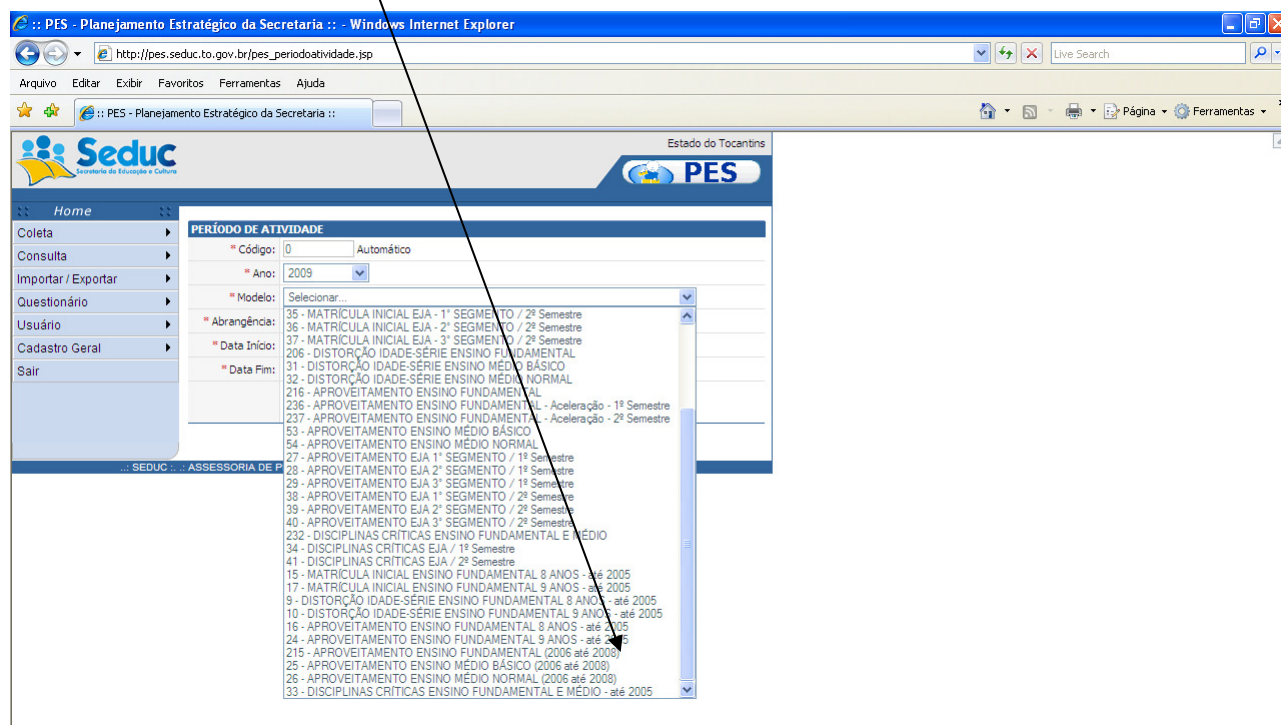 :: PES - Planejamento Estratégico da Secretaria :: - Windows Internet Explorer
http://pes.seduc.to.gov.br/pes_periodoatividade.jsp
Live Search
Arquivo Editar Exibir Favoritos Ferramentas Ajuda
:: PES - Planejamento Estratégico da Secretaria ::
Página Ferramentas
Seduc
Secretaria da Educação e Cultura
Estado do Tocantins
PES
:: Home ::
Coleta
Consulta
Importar / Exportar
Questionário
Usuário
Cadastro Geral
Sair
PERÍODO DE ATIVIDADE
* Código: 0 Automático
* Ano: 2009
* Modelo: Selecionar...
* Abrangência:
* Data Início:
* Data Fim:
35 - MATRÍCULA INICIAL EJA - 1° SEGMENTO / 2º Semestre
36 - MATRÍCULA INICIAL EJA - 2° SEGMENTO / 2º Semestre
37 - MATRÍCULA INICIAL EJA - 3° SEGMENTO / 2º Semestre
206 - DISTORÇÃO IDADE-SÉRIE ENSINO FUNDAMENTAL
31 - DISTORÇÃO IDADE-SÉRIE ENSINO MÉDIO BÁSICO
32 - DISTORÇÃO IDADE-SÉRIE ENSINO MÉDIO NORMAL
216 - APROVEITAMENTO ENSINO FUNDAMENTAL
236 - APROVEITAMENTO ENSINO FUNDAMENTAL - Aceleração - 1º Semestre
237 - APROVEITAMENTO ENSINO FUNDAMENTAL - Aceleração - 2º Semestre
53 - APROVEITAMENTO ENSINO MÉDIO BÁSICO
54 - APROVEITAMENTO ENSINO MÉDIO NORMAL
27 - APROVEITAMENTO EJA 1° SEGMENTO / 1º Semestre
28 - APROVEITAMENTO EJA 2° SEGMENTO / 1º Semestre
29 - APROVEITAMENTO EJA 3° SEGMENTO / 1º Semestre
38 - APROVEITAMENTO EJA 1° SEGMENTO / 2º Semestre
39 - APROVEITAMENTO EJA 2° SEGMENTO / 2º Semestre
40 - APROVEITAMENTO EJA 3° SEGMENTO / 2º Semestre
232 - DISCIPLINAS CRÍTICAS ENSINO FUNDAMENTAL E MÉDIO
34 - DISCIPLINAS CRÍTICAS EJA / 1º Semestre
41 - DISCIPLINAS CRÍTICAS EJA / 2º Semestre
15 - MATRÍCULA INICIAL ENSINO FUNDAMENTAL 8 ANOS - até 2005
17 - MATRÍCULA INICIAL ENSINO FUNDAMENTAL 9 ANOS - até 2005
9 - DISTORÇÃO IDADE-SÉRIE ENSINO FUNDAMENTAL 8 ANOS - até 2005
10 - DISTORÇÃO IDADE-SÉRIE ENSINO FUNDAMENTAL 9 ANOS - até 2005
16 - APROVEITAMENTO ENSINO FUNDAMENTAL 8 ANOS - até 2005
24 - APROVEITAMENTO ENSINO FUNDAMENTAL 9 ANOS - até 2005
215 - APROVEITAMENTO ENSINO FUNDAMENTAL (2006 até 2008)
25 - APROVEITAMENTO ENSINO MÉDIO BÁSICO (2006 até 2008)
26 - APROVEITAMENTO ENSINO MÉDIO NORMAL (2006 até 2008)
33 - DISCIPLINAS CRÍTICAS ENSINO FUNDAMENTAL E MÉDIO - até 2005
..: SEDUC :. .: ASSESSORIA DE P